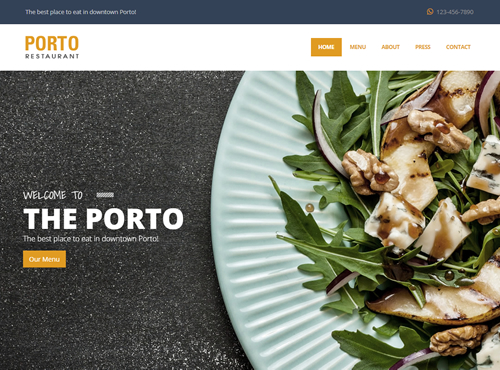 The best place to eat in downtown Porto!
123-456-7890
PORTO
RESTAURANT
HOME
MENU
ABOUT
PRESS
CONTACT
WELCOME TO
THE PORTO
The best place to eat in downtown Porto!
Our Menu